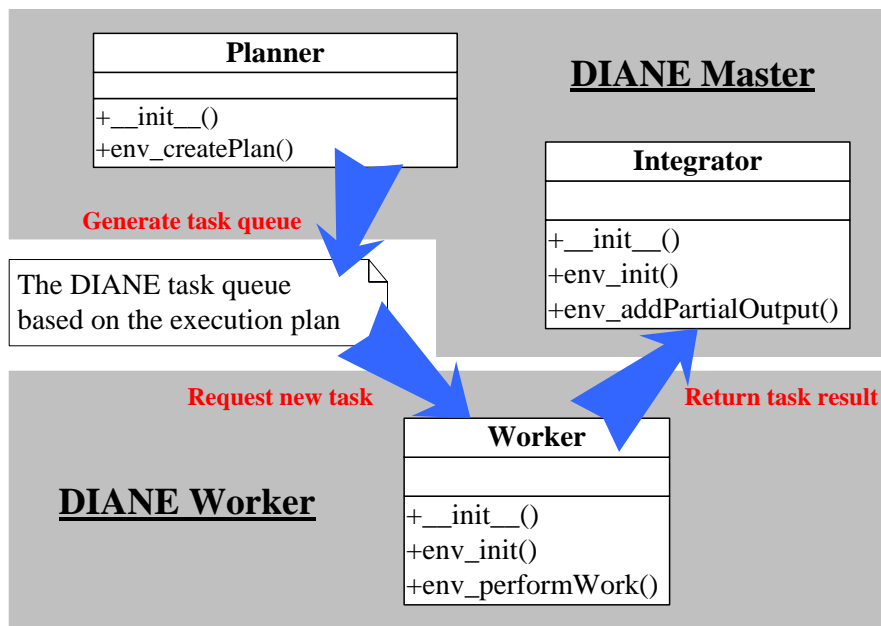 Planner
+__init__()
+env_createPlan()
DIANE Master
Integrator
+__init__()
+env_init()
+env_addPartialOutput()
Generate task queue
The DIANE task queue
based on the execution plan
Request new task
Return task result
Worker
+__init__()
+env_init()
+env_performWork()
DIANE Worker